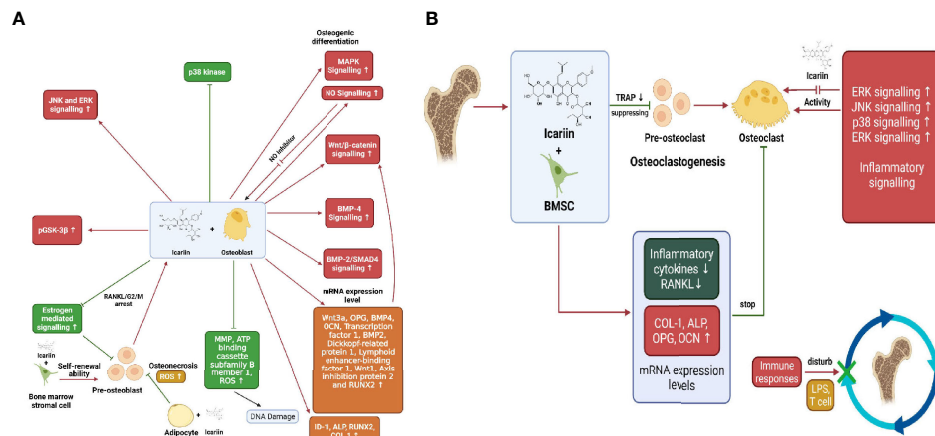 A
Osteogenic
differentiation
p38 kinase
MAPK
Signalling ↑
NO Signalling ↑
JNK and ERK
signalling ↑
NO inhibitor
Wnt/β-catenin
signalling ↑
BMP-4
Signalling ↑
pGSK-3β ↑
+
Icariin
Osteoblast
BMP-2/SMAD4
signalling ↑
RANKL/G2/M
arrest
mRNA expression
level
Estrogen
mediated
signalling ↑
Wnt3a, OPG, BMP4,
OCN, Transcription
factor 1, BMP2,
Dickkopf-related
protein 1, Lymphoid
enhancer-binding
factor 1, Wnt1, Axis
inhibition protein 2
and RUNX2 ↑
MMP, ATP
binding
cassette
subfamily B
member 1,
ROS ↑
Icariin
+
Self-renewal
ability
Osteonecrosis
ROS ↑
Pre-osteoblast
Bone marrow
stromal cell
DNA Damage
+
Adipocyte
Icariin
ID-1, ALP, RUNX2,
COL-1 ↑
B
Icariin
+
BMSC
TRAP ↓
suppressing
Pre-osteoclast
Osteoclast
Osteoclastogenesis
Icariin
Activity
ERK signalling ↑
JNK signalling ↑
p38 signalling ↑
ERK signalling ↑
Inflammatory
signalling
Inflammatory
cytokines ↓
RANKL↓
COL-I, ALP,
OPG, OCN ↑
mRNA expression
levels
stop
Immune
responses
disturb
LPS,
T cell